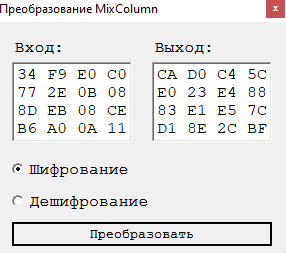 Преобразование MixColumn
Вход: Выход:
34 F9 E0 C0 CA D0 C4 5C
77 2E 0B 08 E0 23 E4 88
8D EB 08 CE 83 E1 E5 7C
B6 A0 0A 11 D1 8E 2C BF
Шифрование
Дешифрование
Преобразовать